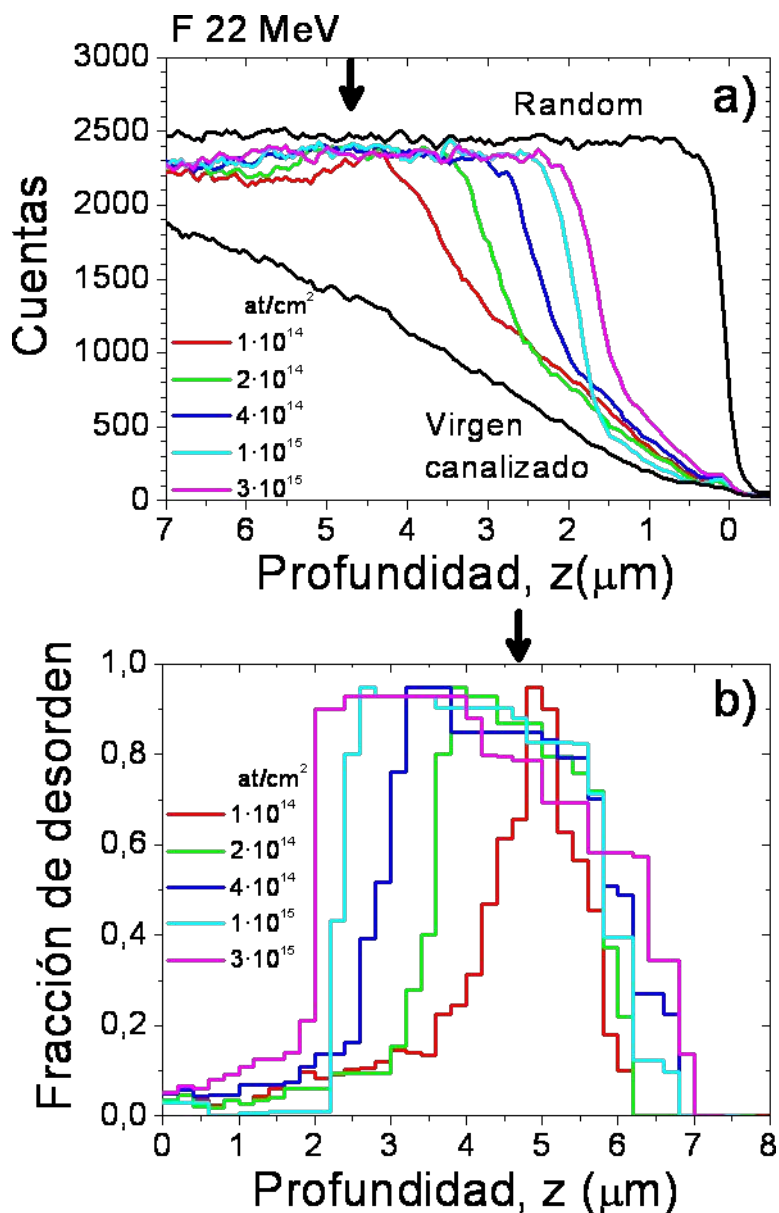 F 22 MeV
a)
3000
2500
2000
1500
1000
500
0
Cuentas
Random
at/cm²
1·10¹⁴
2·10¹⁴
4·10¹⁴
1·10¹⁵
3·10¹⁵
Virgen
canalizado
7 6 5 4 3 2 1 0
Profundidad, z(μm)
b)
1,0
0,8
0,6
0,4
0,2
0,0
Fracción de desorden
at/cm²
1·10¹⁴
2·10¹⁴
4·10¹⁴
1·10¹⁵
3·10¹⁵
0 1 2 3 4 5 6 7 8
Profundidad, z (μm)